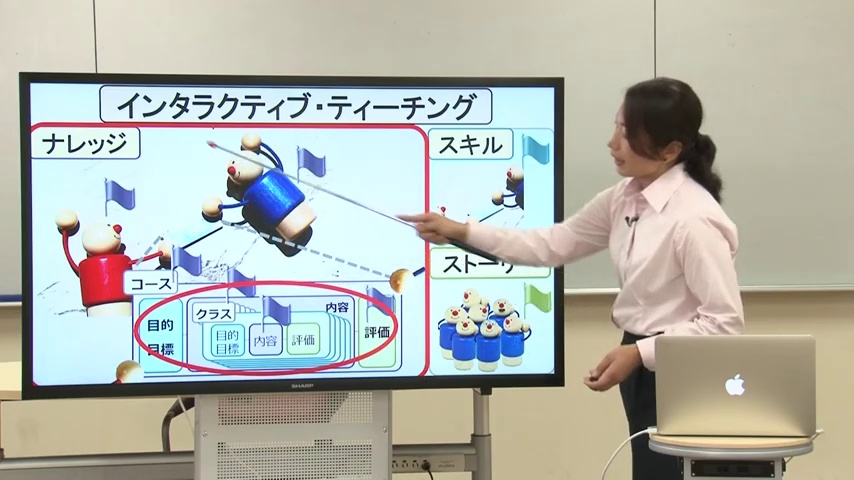 インタラクティブ・ティーチング
ナレッジ
スキル
コース
ストーリー
クラス
内容
目的
目標
目的
目標
内容
評価
評価
SHARP